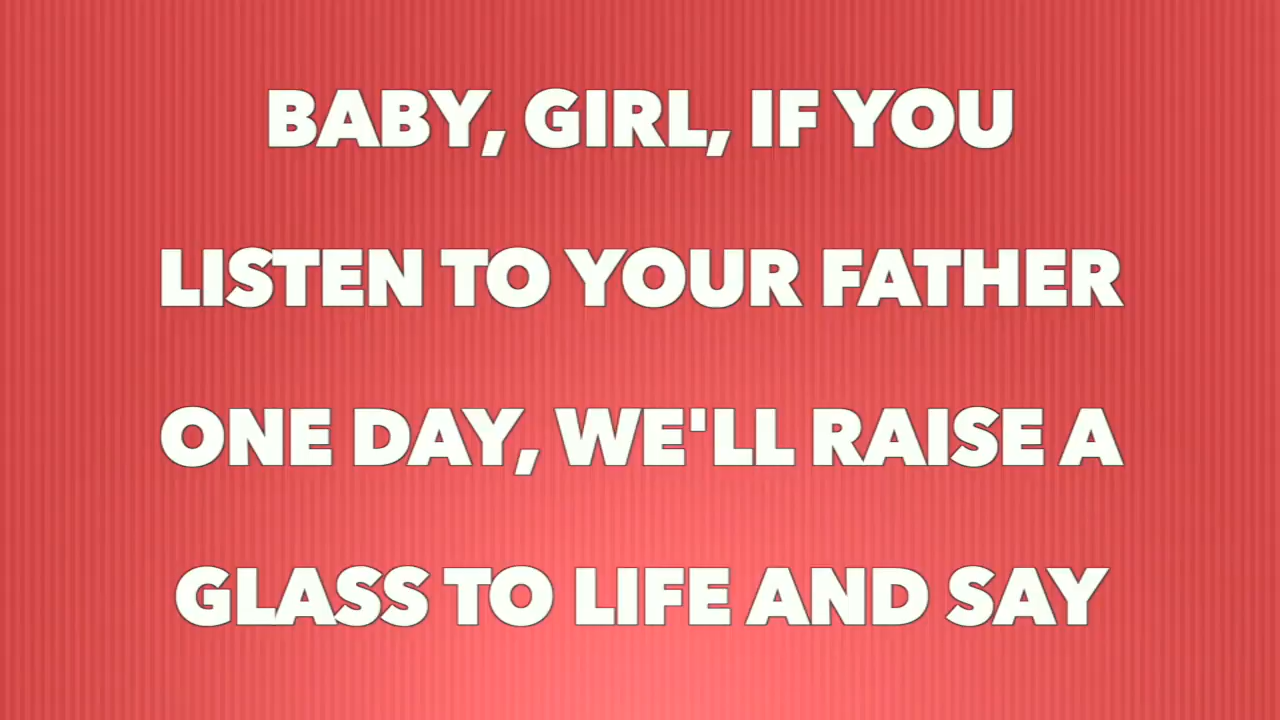 BABY, GIRL, IF YOU
LISTEN TO YOUR FATHER
ONE DAY, WE'LL RAISE A
GLASS TO LIFE AND SAY